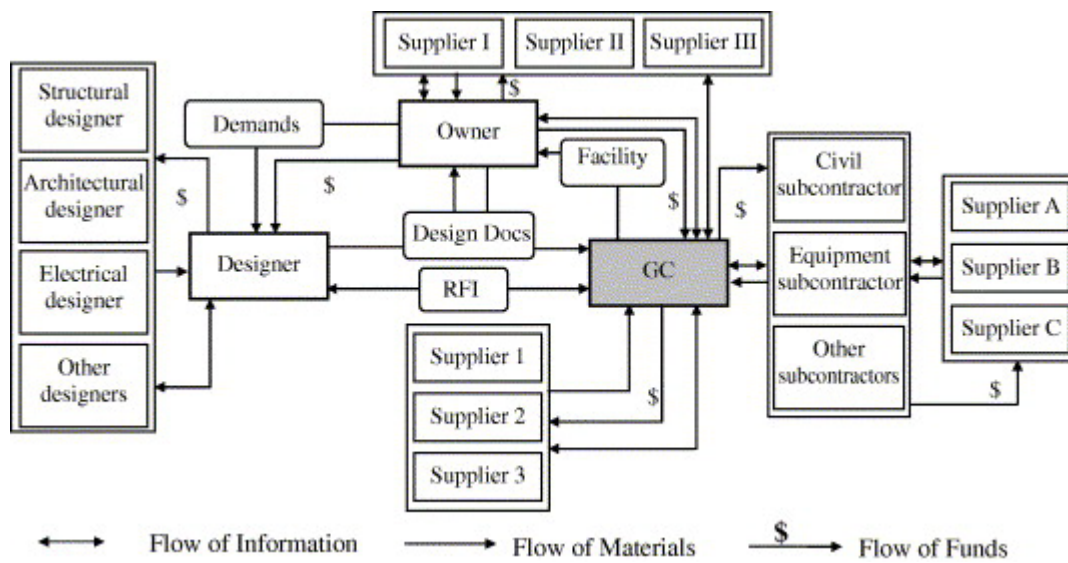 Supplier I
Supplier II
Supplier III
$
Structural
designer
Architectural
designer
Electrical
designer
Other
designers
$
Demands
Owner
$
Facility
$
$
Designer
Design Docs
RFI
GC
Civil
subcontractor
Equipment
subcontractor
Other
subcontractors
Supplier A
Supplier B
Supplier C
$
Supplier 1
Supplier 2
Supplier 3
$
Flow of Information
Flow of Materials
$
Flow of Funds